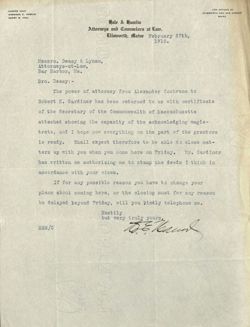 Hale & Hamlin
Attorneys and Counselors at Law,
Ellsworth, Maine
February 27th,
1912.
Messrs. Deasy & Lynam,
Attorneys-at-Law,
Bar Harbor, Me.
Bro. Deasy:-
The power of attorney from Alexander Cochrane to
Robert H. Gardiner has been returned to us with certificate
of the Secretary of the Commonwealth of Massachusetts
attached showing the capacity of the acknowledging magis-
trate, and I hope now everything on the part of the grantors
is ready. Shall expect therefore to be able to close mat-
ters up with you when you come here on Friday. Mr. Gardiner
has written me authorizing me to stamp the deeds in accordance
with your views.
If for any possible reason you have to change your
plans about coming here, or the closing must for any reason
be delayed beyond Friday, will you kindly telephone me.
Hastily
but very truly yours,